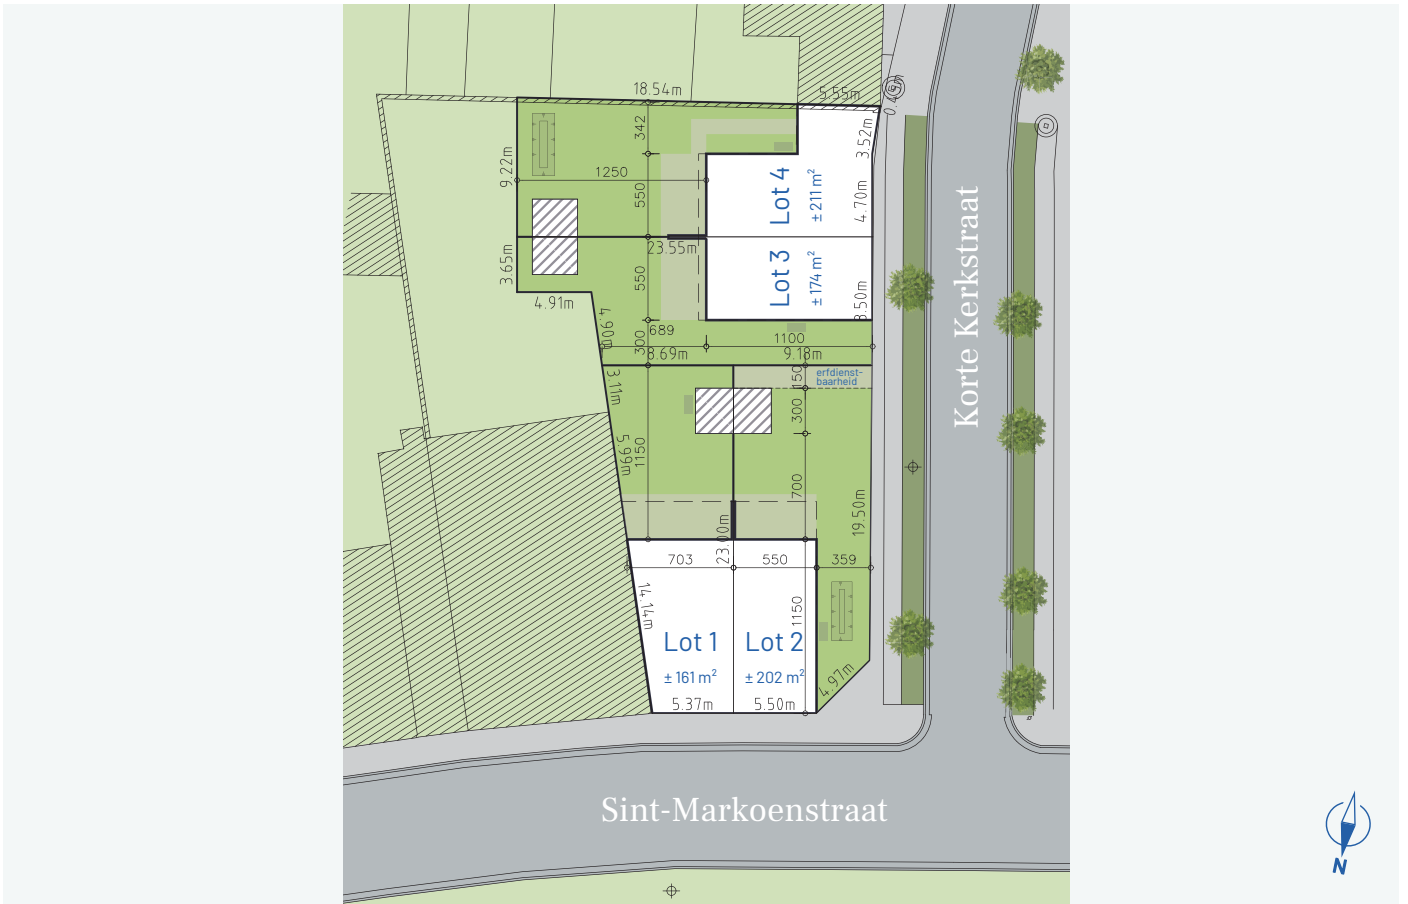 18.54m
5.55m
0.45m
342
3.52m
9.22m
1250
550
Lot 4
± 211 m²
4.70m
23.55m
3.65m
550
Lot 3
± 174 m²
4.91m
4.90m
689
300
1100
8.69m
9.18m
3.11m
150
erfdienst-
baarheid
300
5.99m
1150
700
19.50m
23.00m
703
550
359
14.14m
1150
Lot 1
± 161 m²
Lot 2
± 202 m²
5.37m
5.50m
4.97m
Korte Kerkstraat
Sint-Markoenstraat
N